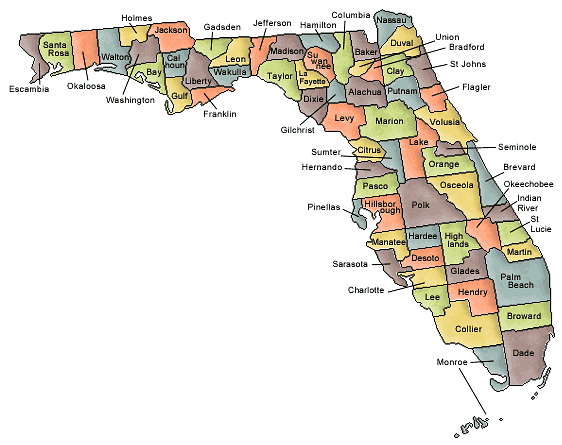 Holmes
Jackson
Gadsden
Jefferson
Hamilton
Columbia
Nassau
Santa
Rosa
Okaloosa
Walton
Escambia
Washington
Bay
Cal
houn
Gulf
Liberty
Franklin
Leon
Wakulla
Madison
Taylor
Su
wan
nee
La
Fayette
Dixie
Gilchrist
Baker
Union
Bradford
Duval
St Johns
Clay
Alachua
Putnam
Flagler
Levy
Marion
Volusia
Citrus
Lake
Sumter
Seminole
Hernando
Orange
Brevard
Pasco
Osceola
Okeechobee
Pinellas
Hillsbor
ough
Polk
Indian
River
St
Lucie
Manatee
Hardee
High
lands
Martin
Sarasota
Desoto
Charlotte
Glades
Palm
Beach
Lee
Hendry
Collier
Broward
Monroe
Dade